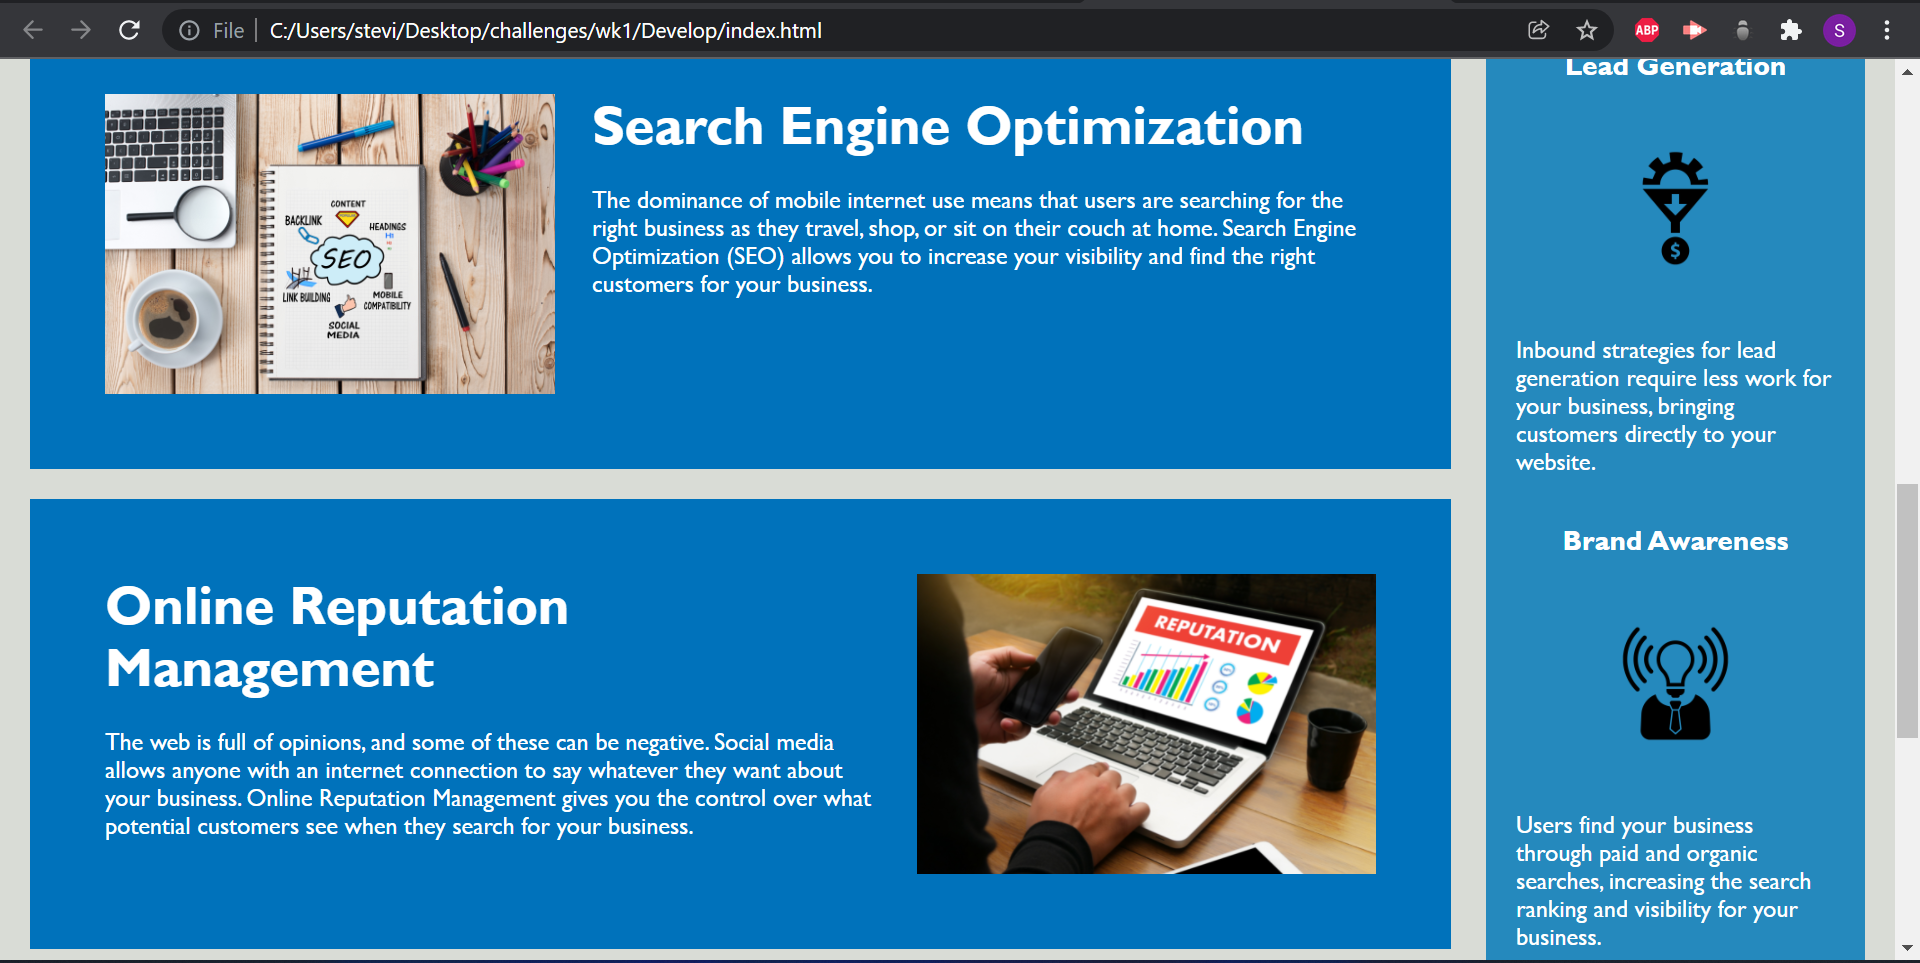 File
C:/Users/stevi/Desktop/challenges/wk1/Develop/index.html
ABP
S
CONTENT
BACKLINK
HEADINGS
H1
SEO
LINK BUILDING
MOBILE
COMPATIBILITY
SOCIAL
MEDIA
Search Engine Optimization
The dominance of mobile internet use means that users are searching for the
right business as they travel, shop, or sit on their couch at home. Search Engine
Optimization (SEO) allows you to increase your visibility and find the right
customers for your business.
Online Reputation
Management
The web is full of opinions, and some of these can be negative. Social media
allows anyone with an internet connection to say whatever they want about
your business. Online Reputation Management gives you the control over what
potential customers see when they search for your business.
REPUTATION
Lead Generation
$
Inbound strategies for lead
generation require less work for
your business, bringing
customers directly to your
website.
Brand Awareness
Users find your business
through paid and organic
searches, increasing the search
ranking and visibility for your
business.